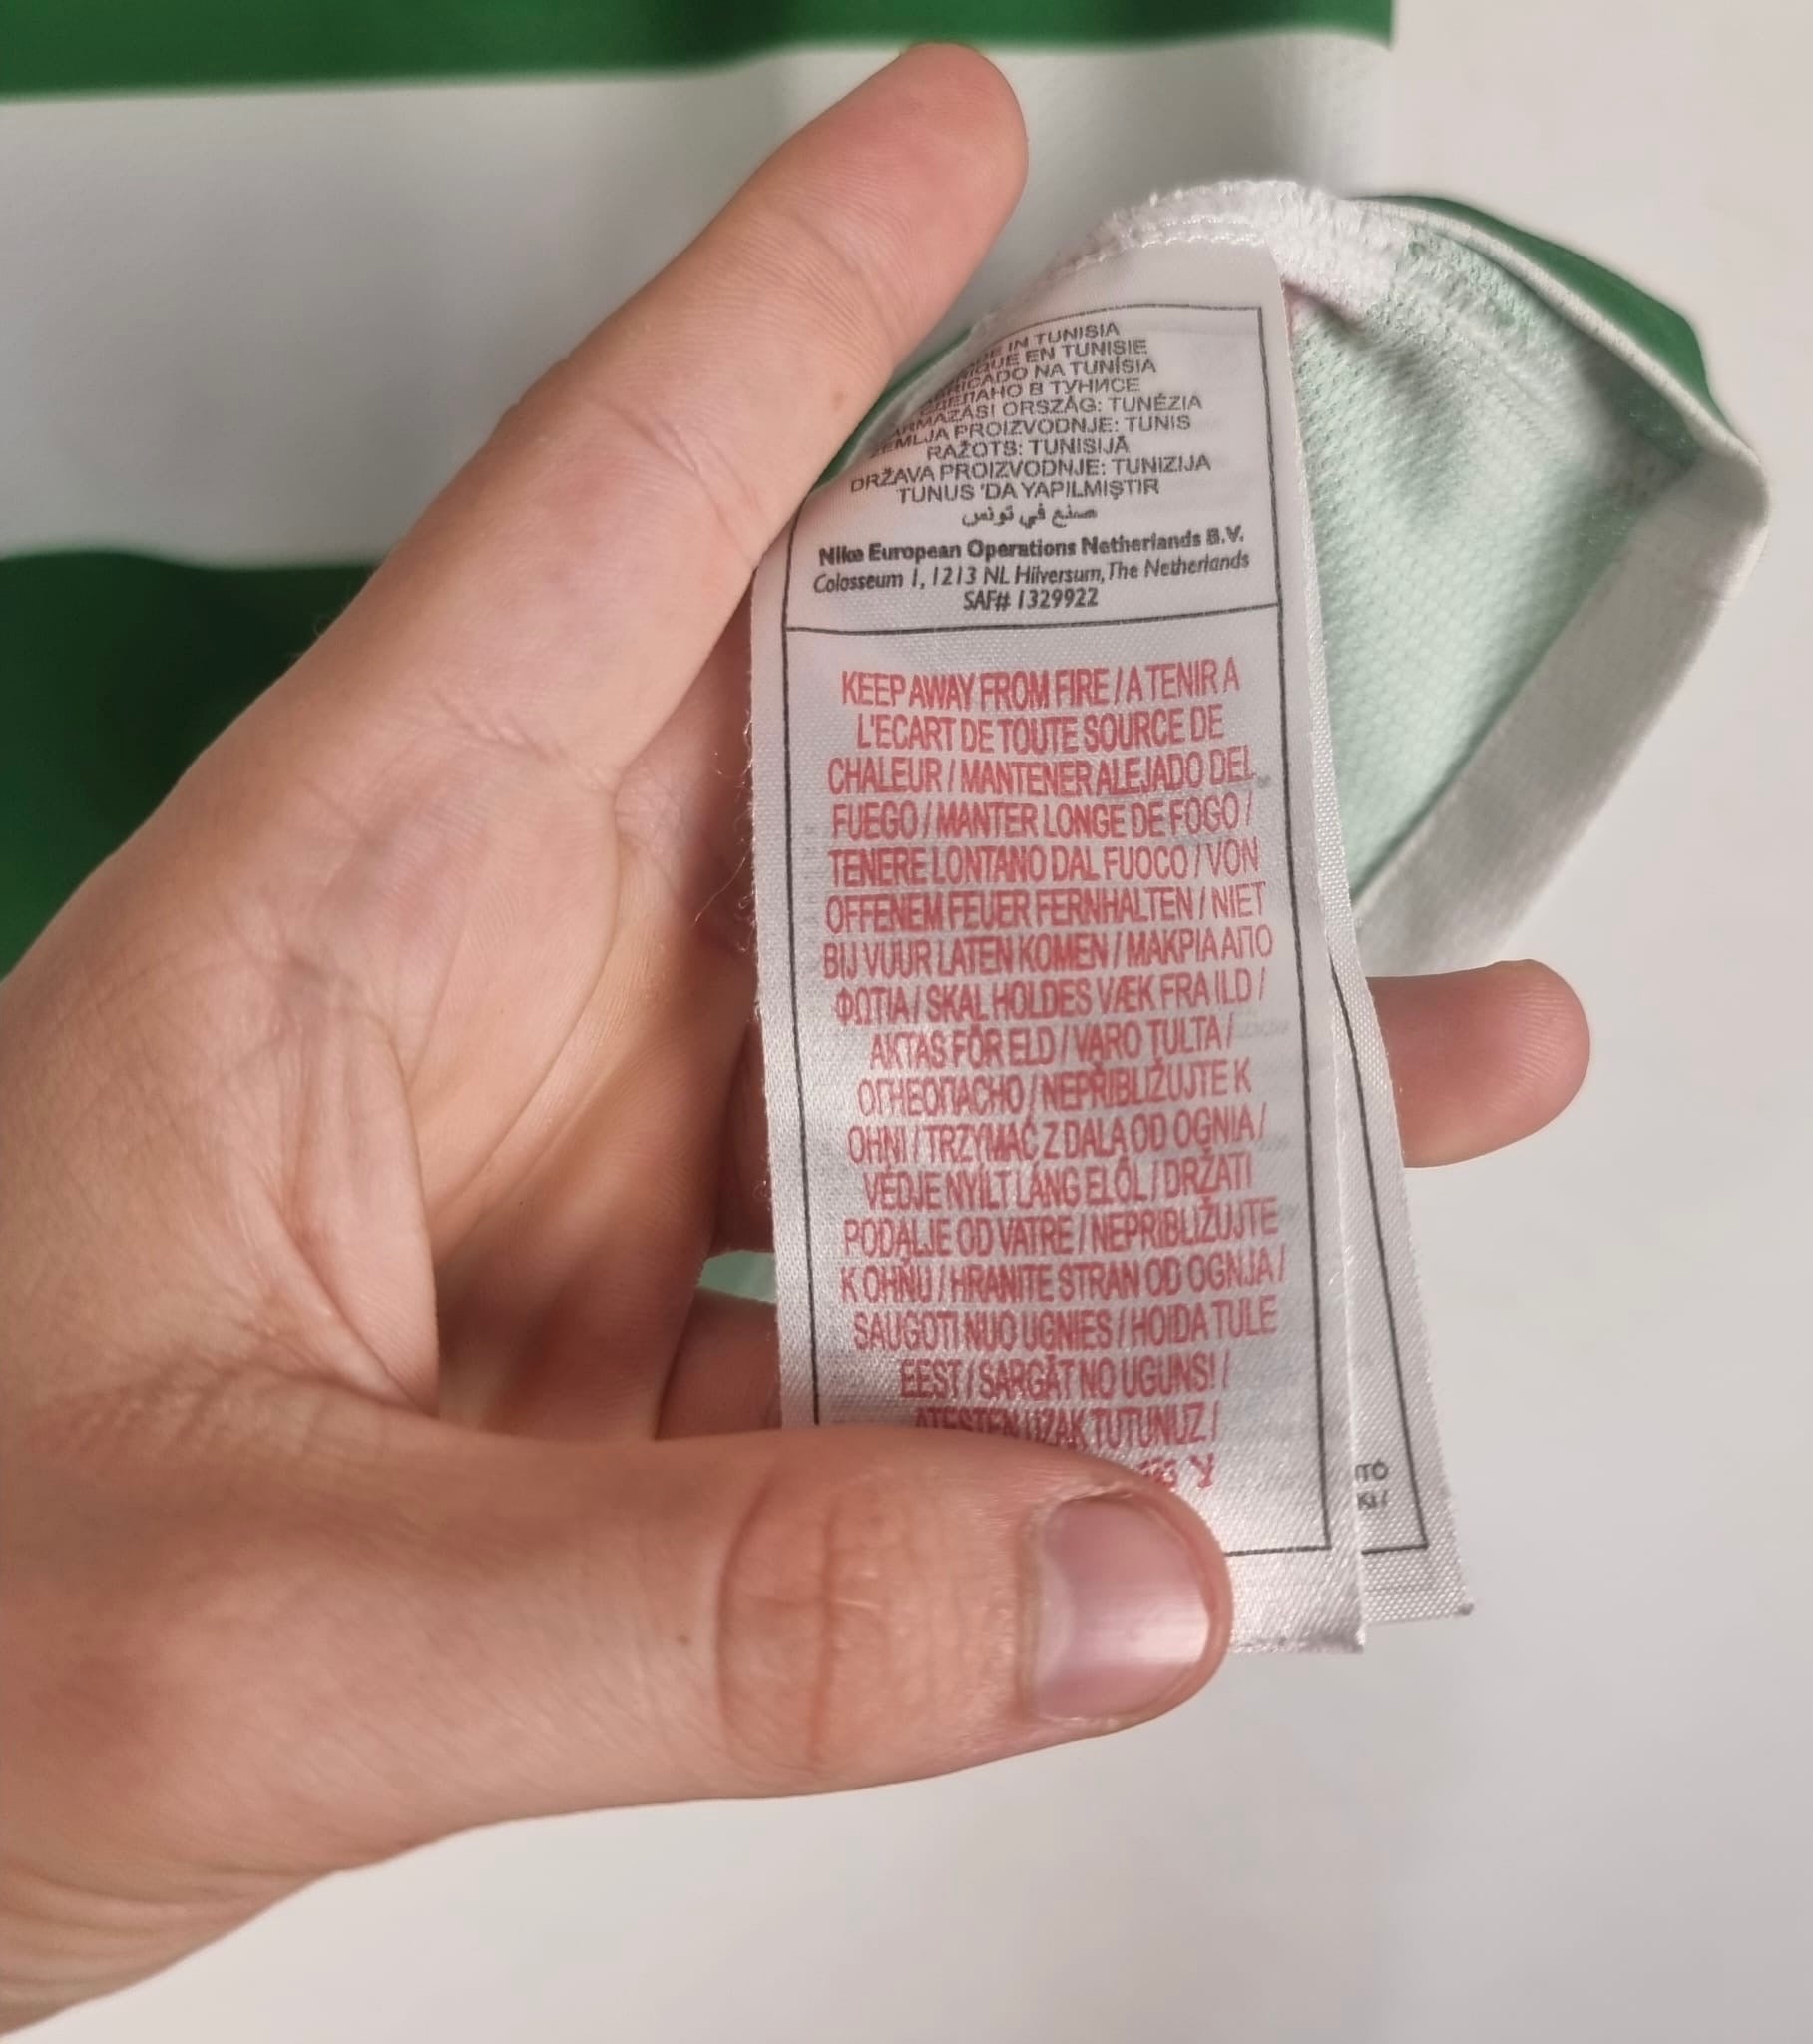 IN TUNISIA
EN TUNISIE
NA TUNÍSIA
В ТУНИСЕ
ORSZÁG: TUNÉZIA
PROIZVODNJE: TUNIS
RAŽOTS: TUNISIJĀ
DRŽAVA PROIZVODNJE: TUNIZIJA
TUNUS 'DA YAPILMIŞTIR
صنع في تونس
Nike European Operations Netherlands B.V.
Colosseum 1, 1213 NL Hilversum, The Netherlands
SAF# 1329922
KEEP AWAY FROM FIRE / A TENIR A
L'ECART DE TOUTE SOURCE DE
CHALEUR / MANTENER ALEJADO DEL
FUEGO / MANTER LONGE DE FOGO /
TENERE LONTANO DAL FUOCO / VON
OFFENEM FEUER FERNHALTEN / NIET
BIJ VUUR LATEN KOMEN / ΜΑΚΡΙΑ ΑΠΟ
ΦΩΤΙΑ / SKAL HOLDES VÆK FRA ILD /
AKTAS FÖR ELD / VARO TULTA /
ОГНЕОПАСНО / NEPŘIBLIŽUJTE K
OHNI / TRZYMAĆ Z DALA OD OGNIA /
VÉDJE NYÍLT LÁNG ELŐL / DRŽATI
PODALJE OD VATRE / NEPRIBLIŽUJTE
K OHŇU / HRANITE STRAN OD OGNJA /
SAUGOTI NUO UGNIES / HOIDA TULE
EEST / SARGĀT NO UGUNS! /
ATEŞTEN UZAK TUTUNUZ /